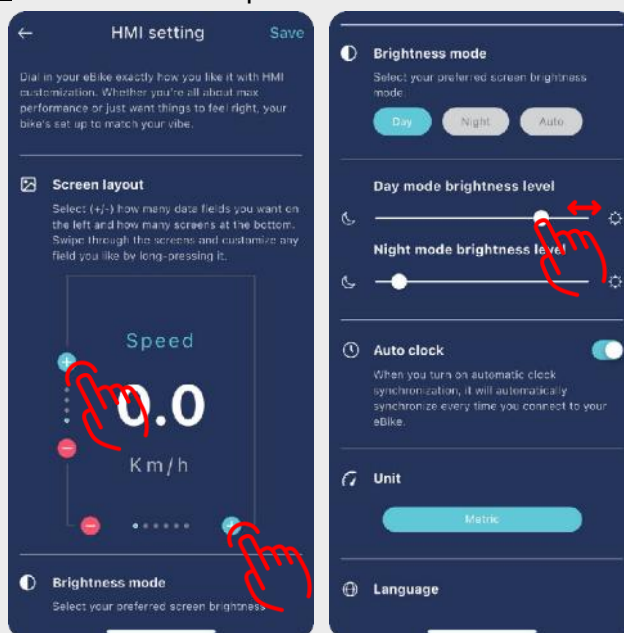 HMI setting
Save
Dial in your eBike exactly how you like it with HMI
customization. Whether you're all about max
performance or just want things to feel right, your
bike's set up to match your vibe.
Screen layout
Select (+/-) how many data fields you want on
the left and how many screens at the bottom.
Swipe through the screens and customize any
field you like by long-pressing it.
Speed
0.0
Km/h
Brightness mode
Select your preferred screen brightness
Brightness mode
Select your preferred screen brightness
mode
Day
Night
Auto
Day mode brightness level
Night mode brightness level
Auto clock
When you turn on automatic clock
synchronization, it will automatically
synchronize every time you connect to your
eBike.
Unit
Metric
Language